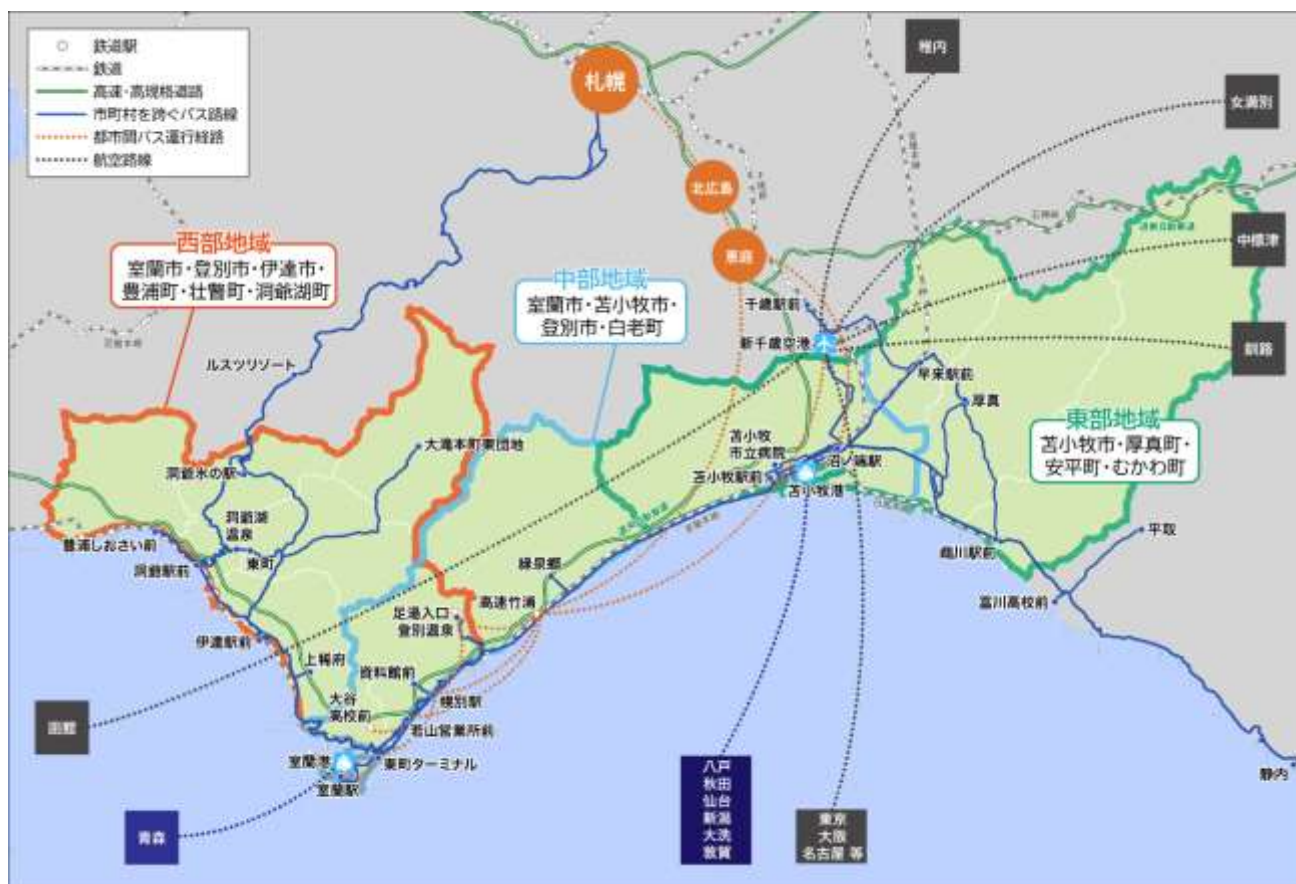 鉄道駅
鉄道
高速・高規格道路
市町村を跨ぐバス路線
都市間バス運行経路
航空路線
札幌
稚内
女満別
北広島
恵庭
中標津
西部地域
室蘭市・登別市・伊達市・
豊浦町・壮瞥町・洞爺湖町
中部地域
室蘭市・苫小牧市・
登別市・白老町
千歳駅前
新千歳空港
釧路
ルスツリゾート
早来駅前
厚真
東部地域
苫小牧市・厚真町・
安平町・むかわ町
大滝本町東団地
苫小牧
市立病院
沼ノ端駅
苫小牧駅前
苫小牧港
洞爺水の駅
洞爺湖
温泉
豊浦しおさい前
東町
洞爺駅前
平取
鵡川駅前
富川高校前
緑泉郷
高速竹浦
足湯入口
登別温泉
伊達駅前
上稀府
資料館前
大谷
高校前
幌別駅
若山営業所前
函館
室蘭港
東町ターミナル
室蘭駅
静内
青森
八戸
秋田
仙台
新潟
大洗
敦賀
東京
大阪
名古屋 等